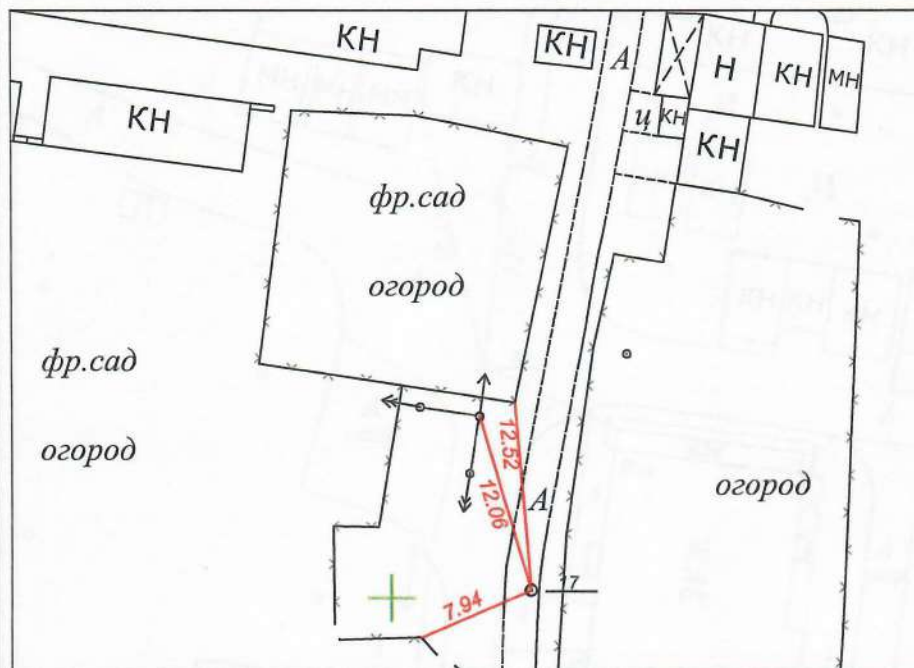 КН
КН
А
Н
КН
МН
КН
ц
КН
КН
фр.сад
огород
фр.сад
огород
12.52
12.06
А
огород
7.94
17